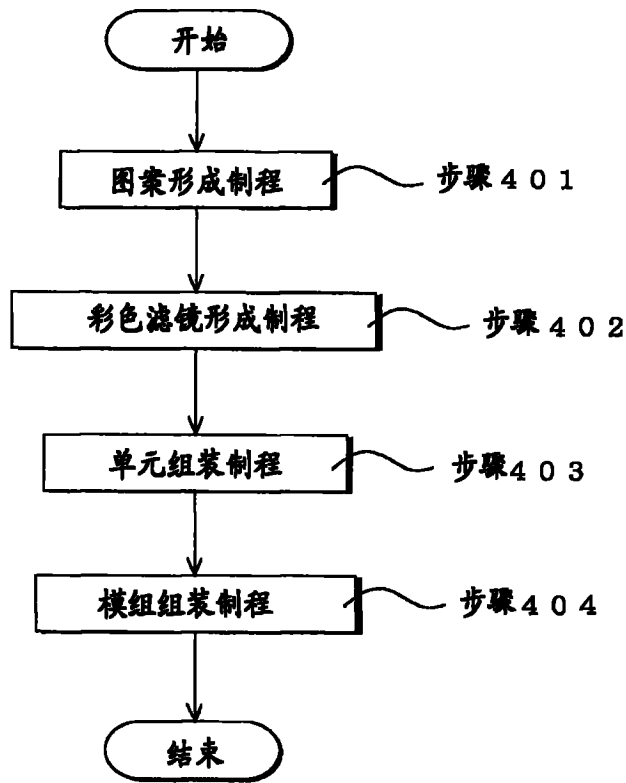 开始
图案形成制程
步骤401
彩色滤镜形成制程
步骤402
单元组装制程
步骤403
模组组装制程
步骤404
结束